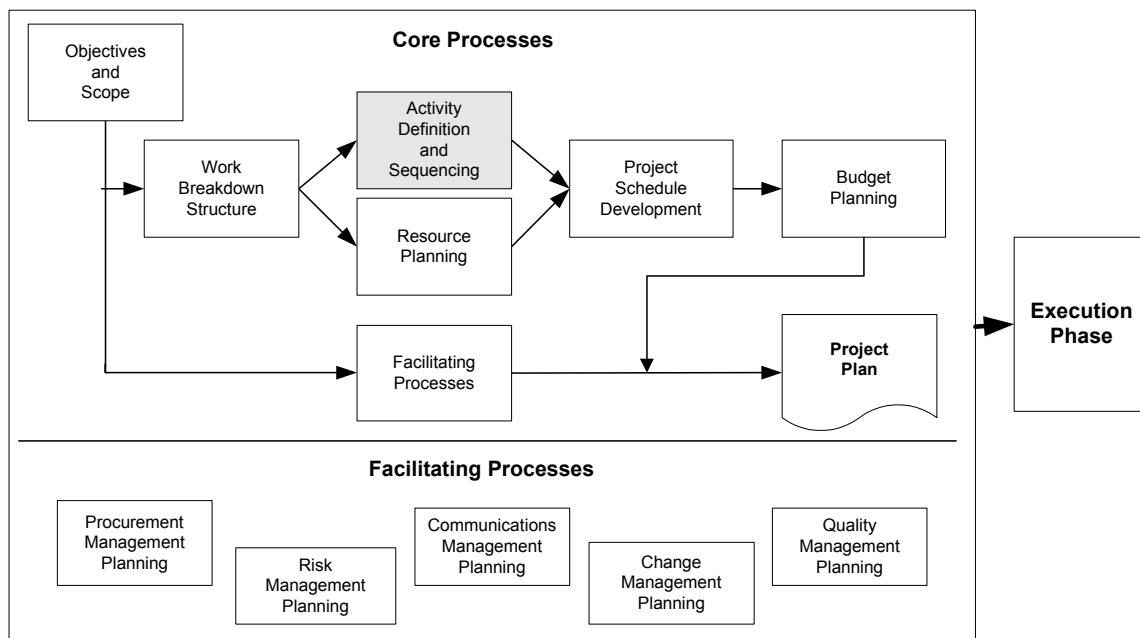 Core Processes
Objectives
and
Scope
Work
Breakdown
Structure
Activity
Definition
and
Sequencing
Resource
Planning
Project
Schedule
Development
Budget
Planning
Facilitating
Processes
Project
Plan
Execution
Phase
Facilitating Processes
Procurement
Management
Planning
Risk
Management
Planning
Communications
Management
Planning
Change
Management
Planning
Quality
Management
Planning